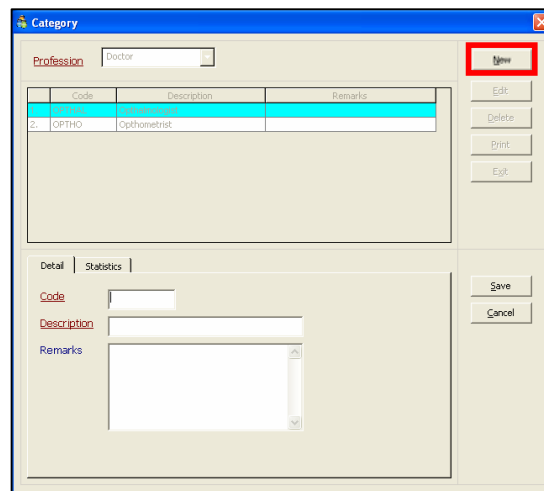 Category
Profession Doctor
New
Code Description Remarks
Edit
1.
2. OPTHO Opthometrist
Delete
Print
Exit
Detail Statistics
Code
Save
Description
Cancel
Remarks